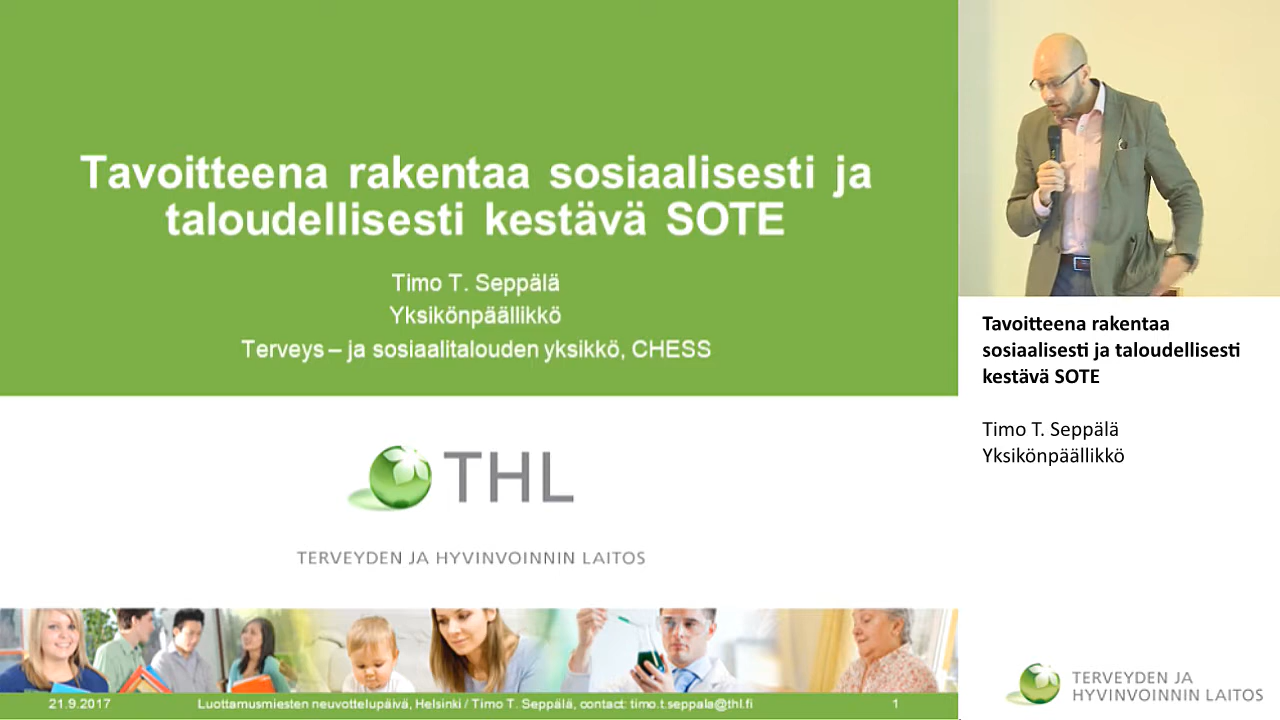 Tavoitteena rakentaa sosiaalisesti ja
taloudellisesti kestävä SOTE
Timo T. Seppälä
Yksikönpäällikkö
Terveys – ja sosiaalitalouden yksikkö, CHESS
THL
TERVEYDEN JA HYVINVOINNIN LAITOS
21.9.2017
Luottamusmiesten neuvottelupäivä, Helsinki / Timo T. Seppälä, contact: timo.t.seppala@thl.fi
1
Tavoitteena rakentaa
sosiaalisesti ja taloudellisesti
kestävä SOTE
Timo T. Seppälä
Yksikönpäällikkö
TERVEYDEN JA
HYVINVOINNIN LAITOS